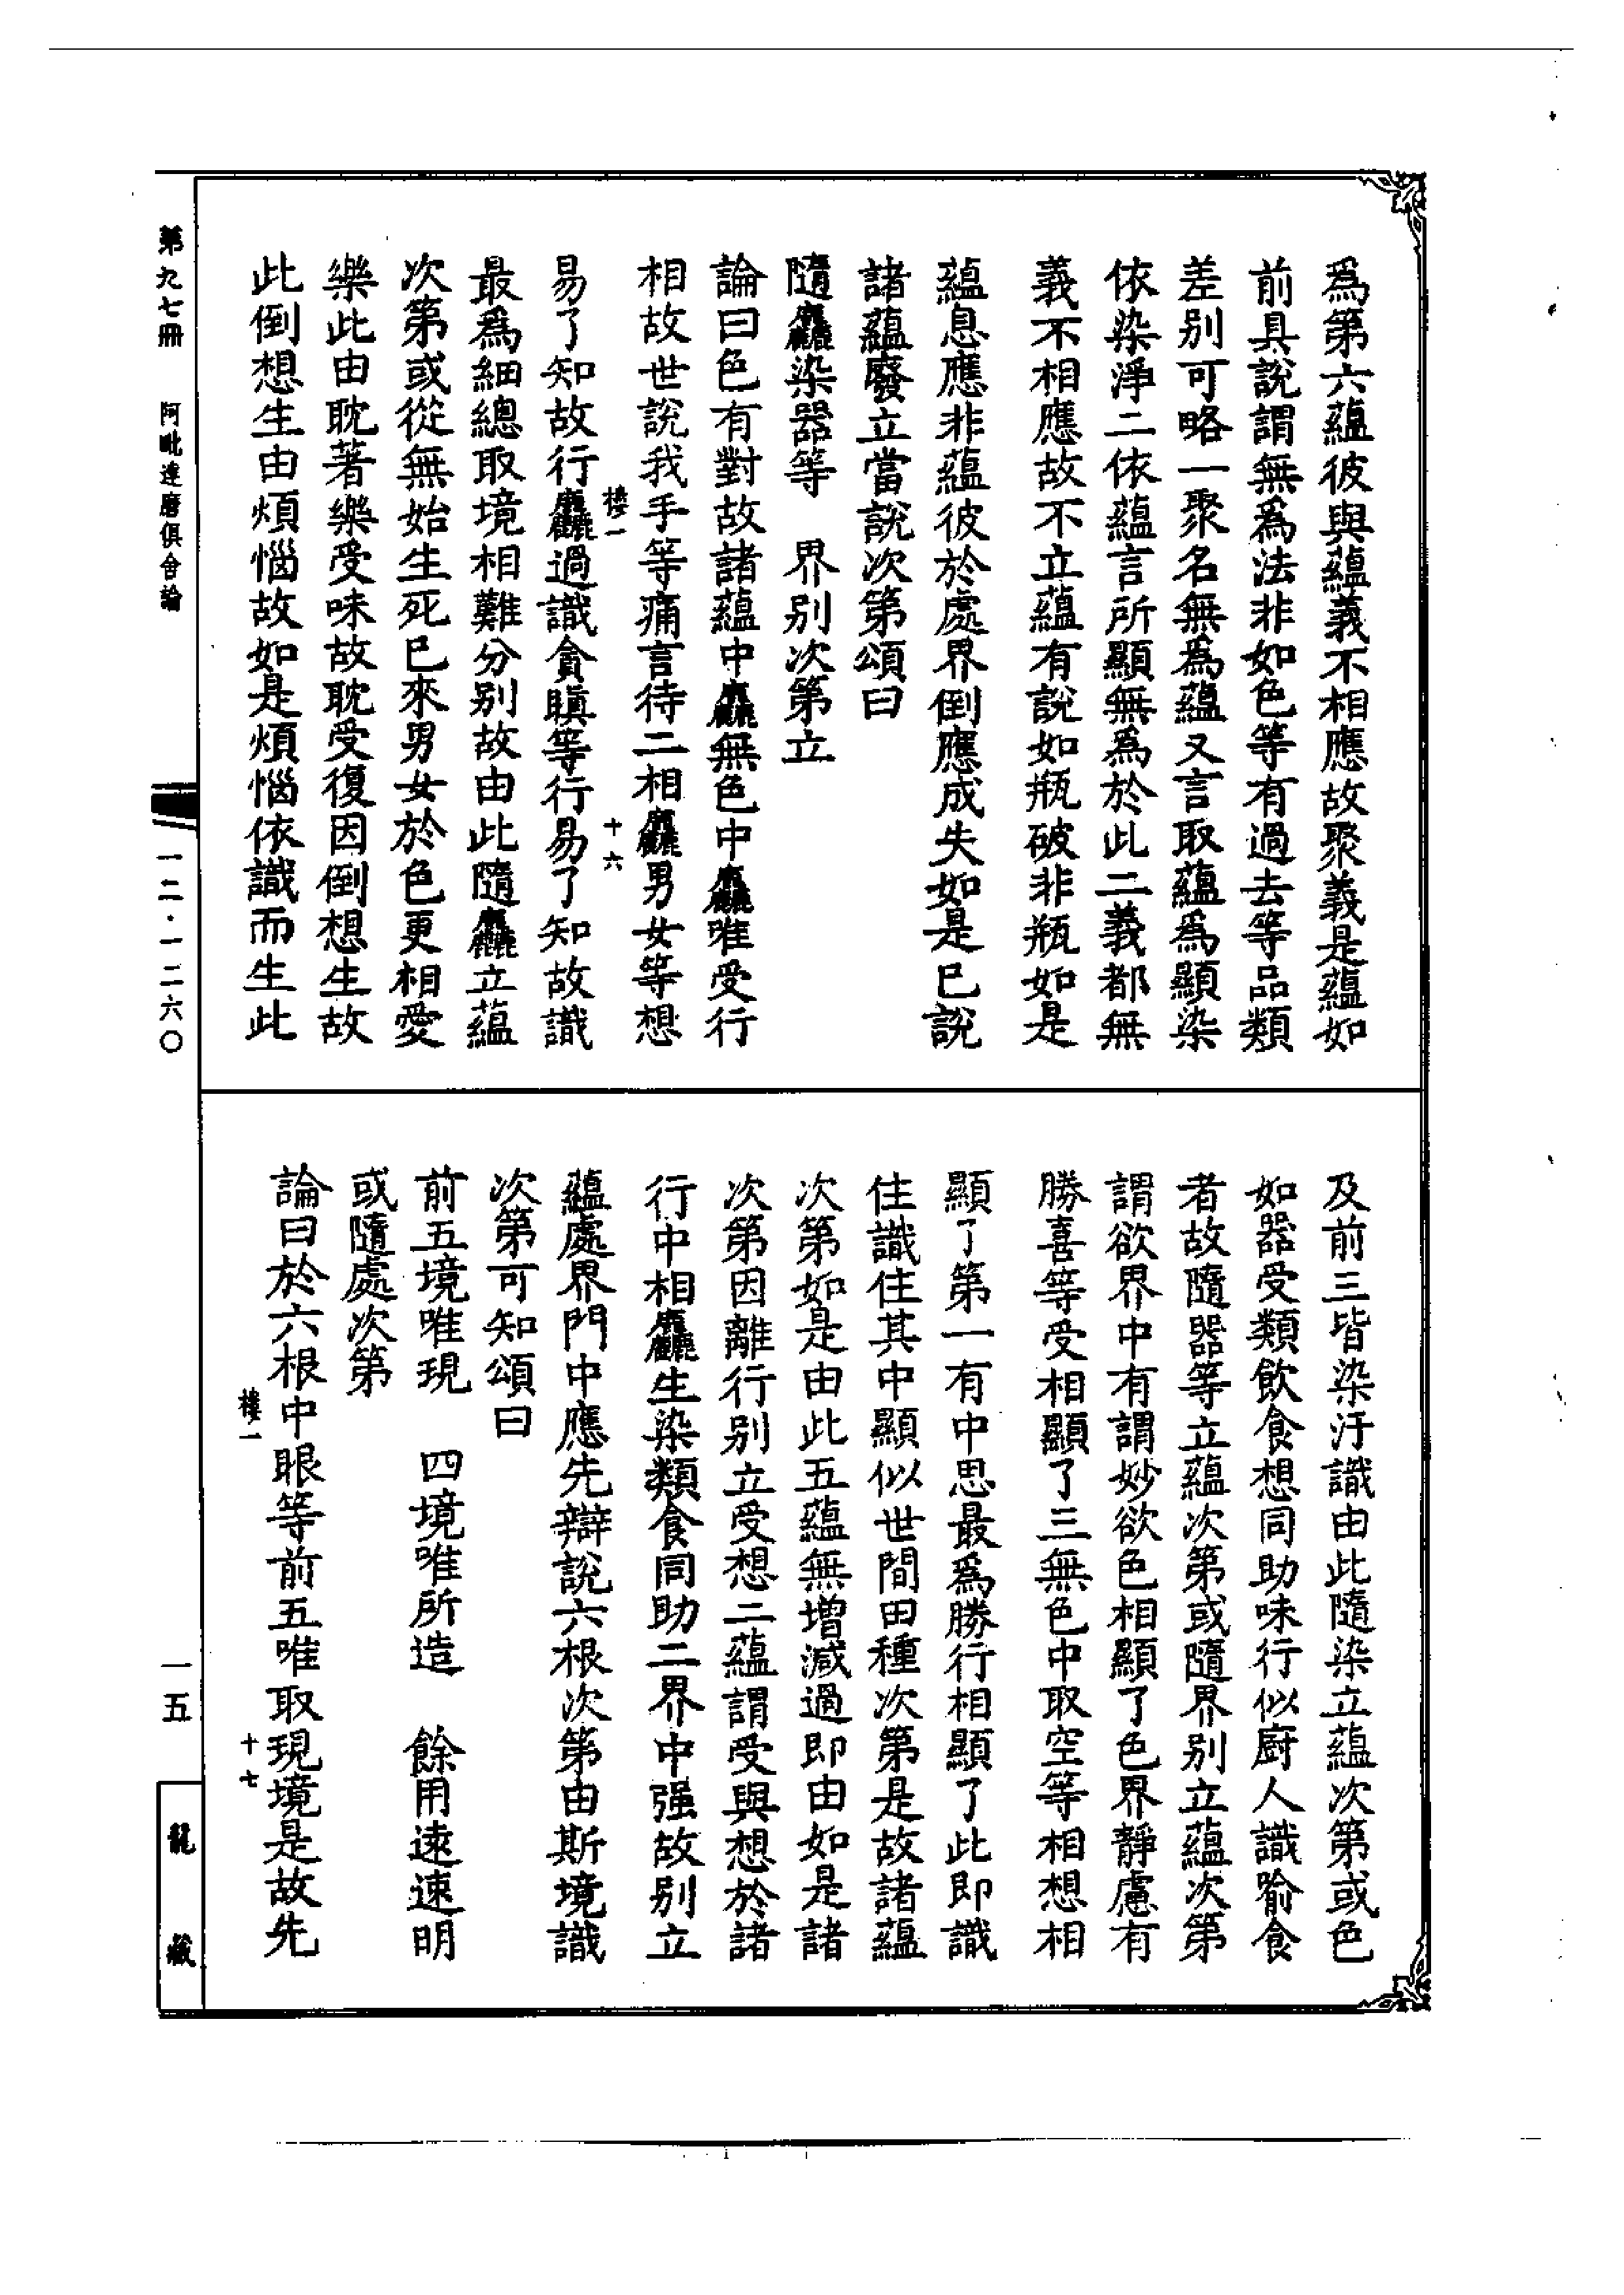 爲第六蘊彼與蘊義不相應故聚義是蘊如
前具說謂無爲法非如色等有過去等品類
差别可略一聚名無爲蘊又言取蘊爲顯染
依染淨二依蘊言所顯無爲於此二義都無
義不相應故不立蘊有說如瓶破非瓶如是
蘊息應非蘊彼於處界倒應成失如是已說
諸蘊廢立當說次第頌曰
隨麤染器等　界别次第立
論曰色有對故諸蘊中麤無色中麤唯受行
相故世說我手等痛言待二相麤男女等想
樓一　十六
易了知故行麤過識貪瞋等行易了知故識
最爲細總取境相難分别故由此隨麤立蘊
次第或從無始生死已來男女於色更相愛
樂此由耽著樂受味故耽受復因倒想生故
此倒想生由煩惱故如是煩惱依識而生此
及前三皆染汙識由此隨染立蘊次第或色
如器受類飲食想同助味行似廚人識喻食
者故隨器等立蘊次第或隨界别立蘊次第
謂欲界中有謂妙欲色相顯了色界靜慮有
勝喜等受相顯了三無色中取空等相想相
顯了第一有中思最爲勝行相顯了此即識
住識住其中顯似世間田種次第是故諸蘊
次第如是由此五蘊無增減過即由如是諸
次第因離行别立受想二蘊謂受與想於諸
行中相麤生染類食同助二界中强故别立
蘊處界門中應先辯說六根次第由斯境識
次第可知頌曰
前五境唯現　四境唯所造　餘用遠速明
或隨處次第
論曰於六根中眼等前五唯取現境是故先
樓一　十七
第九七冊　阿毗達磨俱舍論　一二·一二六〇　一五　龍藏